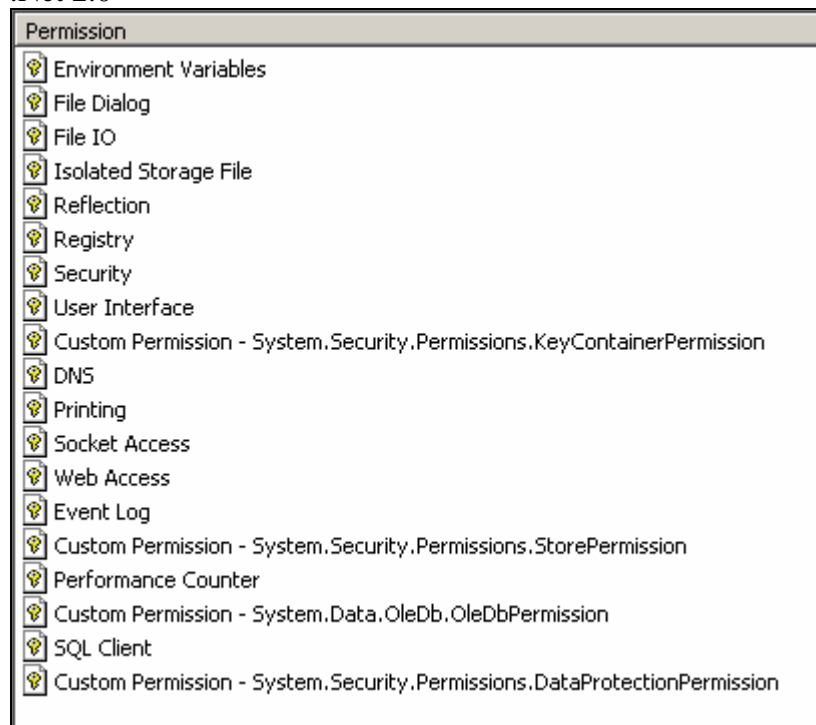 Permission
Environment Variables
File Dialog
File IO
Isolated Storage File
Reflection
Registry
Security
User Interface
Custom Permission - System.Security.Permissions.KeyContainerPermission
DNS
Printing
Socket Access
Web Access
Event Log
Custom Permission - System.Security.Permissions.StorePermission
Performance Counter
Custom Permission - System.Data.OleDb.OleDbPermission
SQL Client
Custom Permission - System.Security.Permissions.DataProtectionPermission